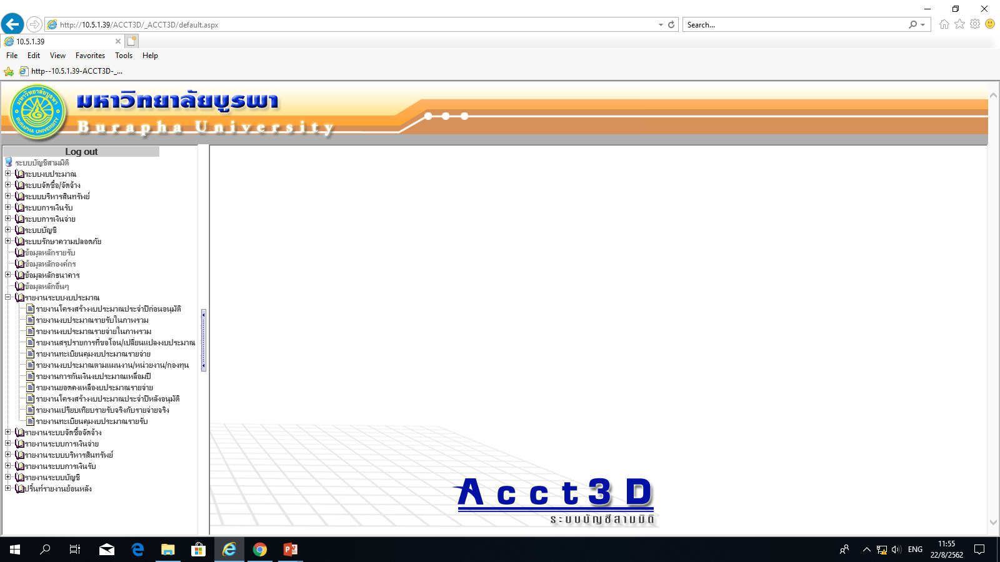 http://10.5.1.39/ACCT3D/_ACCT3D/default.aspx
Search...
10.5.1.39
File Edit View Favorites Tools Help
http--10.5.1.39-ACCT3D-_...
มหาวิทยาลัยบูรพา
Burapha University
Log out
ระบบบัญชีสามมิติ
ระบบงบประมาณ
ระบบจัดซื้อ/จัดจ้าง
ระบบบริหารสินทรัพย์
ระบบการเงินรับ
ระบบการเงินจ่าย
ระบบบัญชี
ระบบรักษาความปลอดภัย
ข้อมูลหลักรายรับ
ข้อมูลหลักองค์กร
ข้อมูลหลักธนาคาร
ข้อมูลหลักอื่นๆ
รายงานระบบงบประมาณ
รายงานโครงสร้างงบประมาณประจำปีก่อนอนุมัติ
รายงานงบประมาณรายรับในภาพรวม
รายงานงบประมาณรายจ่ายในภาพรวม
รายงานสรุปรายการที่ขอโอน/เปลี่ยนแปลงงบประมาณ
รายงานทะเบียนคุมงบประมาณรายจ่าย
รายงานงบประมาณตามแผนงาน/หน่วยงาน/กองทุน
รายงานการกันเงินงบประมาณเหลื่อมปี
รายงานยอดคงเหลืองบประมาณรายจ่าย
รายงานโครงสร้างงบประมาณประจำปีหลังอนุมัติ
รายงานเปรียบเทียบรายรับจริงกับรายจ่ายจริง
รายงานทะเบียนคุมงบประมาณรายรับ
รายงานระบบจัดซื้อจัดจ้าง
รายงานระบบการเงินจ่าย
รายงานระบบบริหารสินทรัพย์
รายงานระบบการเงินรับ
รายงานระบบบัญชี
ปริ๊นท์รายงานย้อนหลัง
Acct3D
ระบบบัญชีสามมิติ
ENG
11:55
22/8/2562